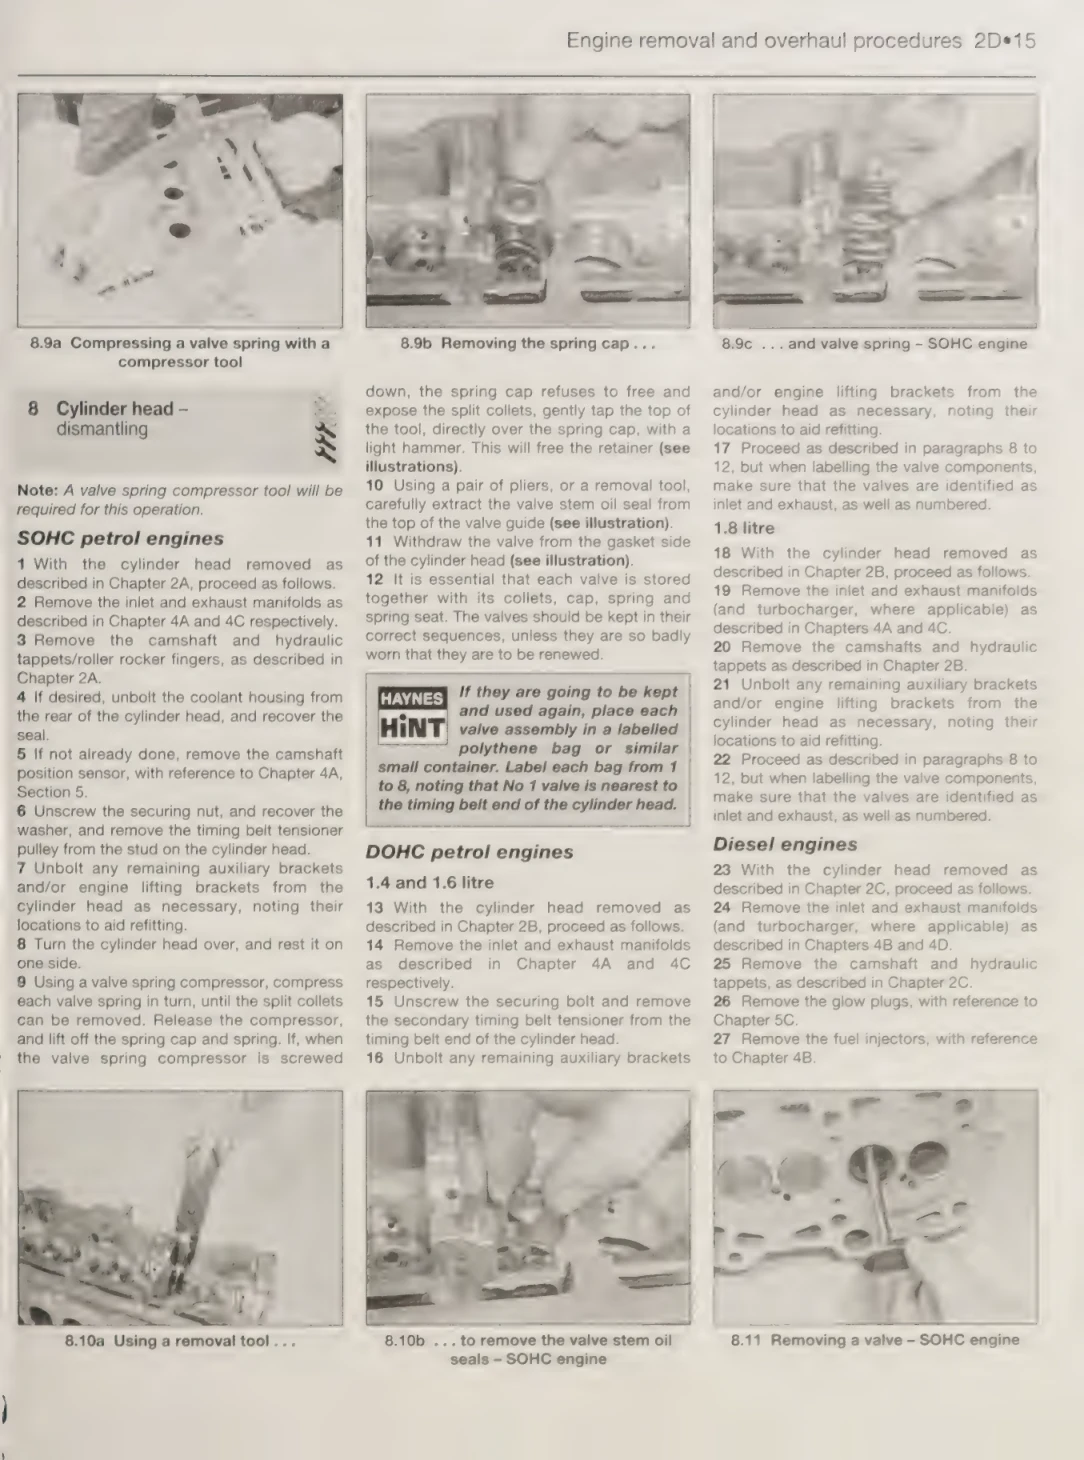 Engine removal and overhaul procedures 2D•15
8.9a Compressing a valve spring with a
compressor tool
8.9b Removing the spring cap . . .
8.9c . . . and valve spring – SOHC engine
8 Cylinder head –
dismantling
Note: A valve spring compressor tool will be
required for this operation.
SOHC petrol engines
1 With the cylinder head removed as
described in Chapter 2A, proceed as follows.
2 Remove the inlet and exhaust manifolds as
described in Chapter 4A and 4C respectively.
3 Remove the camshaft and hydraulic
tappets/roller rocker fingers, as described in
Chapter 2A.
4 If desired, unbolt the coolant housing from
the rear of the cylinder head, and recover the
seal.
5 If not already done, remove the camshaft
position sensor, with reference to Chapter 4A,
Section 5.
6 Unscrew the securing nut, and recover the
washer, and remove the timing belt tensioner
pulley from the stud on the cylinder head.
7 Unbolt any remaining auxiliary brackets
and/or engine lifting brackets from the
cylinder head as necessary, noting their
locations to aid refitting.
8 Turn the cylinder head over, and rest it on
one side.
9 Using a valve spring compressor, compress
each valve spring in turn, until the split collets
can be removed. Release the compressor,
and lift off the spring cap and spring. If, when
the valve spring compressor is screwed
down, the spring cap refuses to free and
expose the split collets, gently tap the top of
the tool, directly over the spring cap, with a
light hammer. This will free the retainer (see
illustrations).
10 Using a pair of pliers, or a removal tool,
carefully extract the valve stem oil seal from
the top of the valve guide (see illustration).
11 Withdraw the valve from the gasket side
of the cylinder head (see illustration).
12 It is essential that each valve is stored
together with its collets, cap, spring and
spring seat. The valves should be kept in their
correct sequences, unless they are so badly
worn that they are to be renewed.
HAYNES
HiNT
If they are going to be kept
and used again, place each
valve assembly in a labelled
polythene bag or similar
small container. Label each bag from 1
to 8, noting that No 1 valve is nearest to
the timing belt end of the cylinder head.
DOHC petrol engines
1.4 and 1.6 litre
13 With the cylinder head removed as
described in Chapter 2B, proceed as follows.
14 Remove the inlet and exhaust manifolds
as described in Chapter 4A and 4C
respectively.
15 Unscrew the securing bolt and remove
the secondary timing belt tensioner from the
timing belt end of the cylinder head.
16 Unbolt any remaining auxiliary brackets
and/or engine lifting brackets from the
cylinder head as necessary, noting their
locations to aid refitting.
17 Proceed as described in paragraphs 8 to
12, but when labelling the valve components,
make sure that the valves are identified as
inlet and exhaust, as well as numbered.
1.8 litre
18 With the cylinder head removed as
described in Chapter 2B, proceed as follows.
19 Remove the inlet and exhaust manifolds
(and turbocharger, where applicable) as
described in Chapters 4A and 4C.
20 Remove the camshafts and hydraulic
tappets as described in Chapter 2B.
21 Unbolt any remaining auxiliary brackets
and/or engine lifting brackets from the
cylinder head as necessary, noting their
locations to aid refitting.
22 Proceed as described in paragraphs 8 to
12, but when labelling the valve components,
make sure that the valves are identified as
inlet and exhaust, as well as numbered.
Diesel engines
23 With the cylinder head removed as
described in Chapter 2C, proceed as follows.
24 Remove the inlet and exhaust manifolds
(and turbocharger, where applicable) as
described in Chapters 4B and 4D.
25 Remove the camshaft and hydraulic
tappets, as described in Chapter 2C.
26 Remove the glow plugs, with reference to
Chapter 5C.
27 Remove the fuel injectors, with reference
to Chapter 4B.
8.10a Using a removal tool . . .
8.10b . . . to remove the valve stem oil
seals – SOHC engine
8.11 Removing a valve – SOHC engine